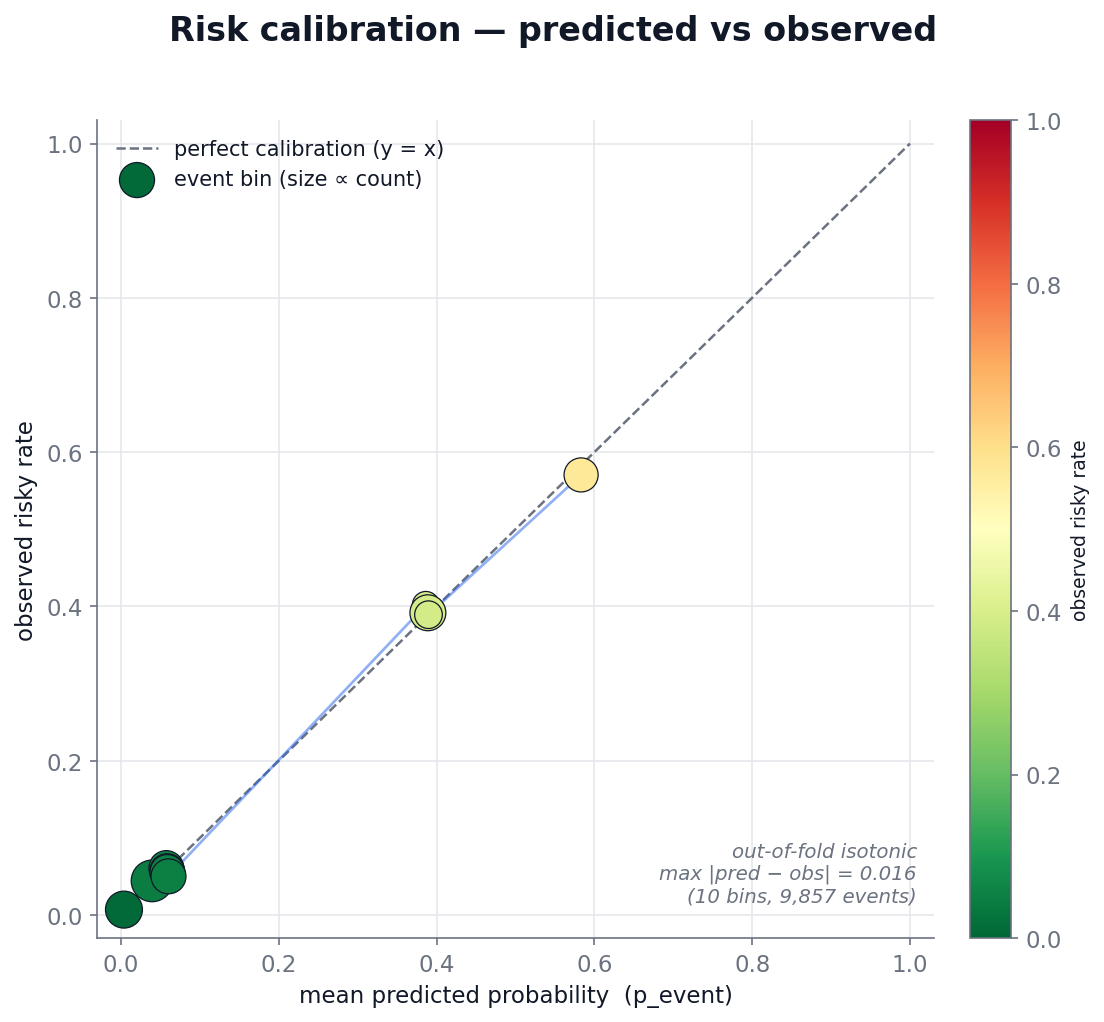 Risk calibration — predicted vs observed
perfect calibration (y = x)
event bin (size ∝ count)
1.0
0.8
0.6
0.4
0.2
0.0
observed risky rate
0.0
0.2
0.4
0.6
0.8
1.0
mean predicted probability (p_event)
out-of-fold isotonic
max |pred − obs| = 0.016
(10 bins, 9,857 events)
1.0
0.8
0.6
0.4
0.2
0.0
observed risky rate